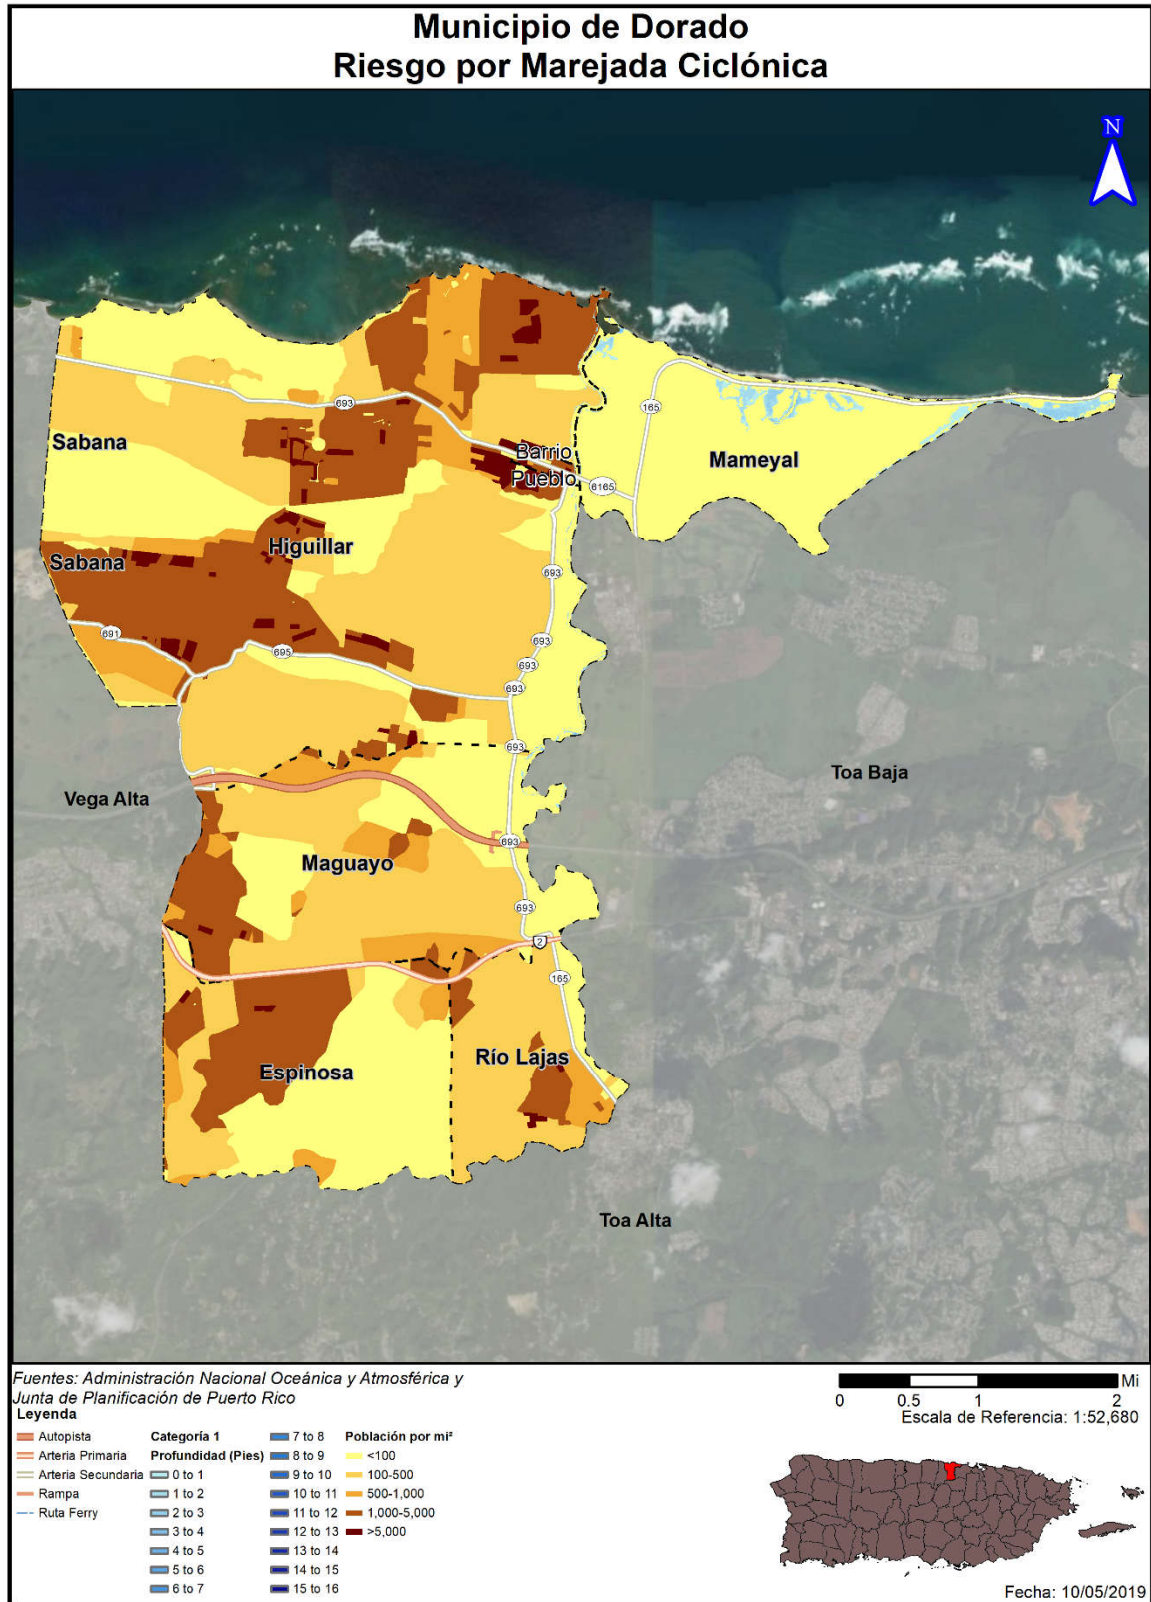 Municipio de Dorado
Riesgo por Marejada Ciclónica
N
693
165
Sabana
Barrio
Pueblo
Mameyal
6165
Higuillar
Sabana
693
691
695
693
693
693
693
Vega Alta
Toa Baja
693
Maguayo
693
2
165
Río Lajas
Espinosa
Toa Alta
Fuentes: Administración Nacional Oceánica y Atmosférica y
Junta de Planificación de Puerto Rico
Leyenda
Autopista
Arteria Primaria
Arteria Secundaria
Rampa
Ruta Ferry
Categoría 1
Profundidad (Pies)
0 to 1
1 to 2
2 to 3
3 to 4
4 to 5
5 to 6
6 to 7
7 to 8
8 to 9
9 to 10
10 to 11
11 to 12
12 to 13
13 to 14
14 to 15
15 to 16
Población por mi²
<100
100-500
500-1,000
1,000-5,000
>5,000
Mi
0 0.5 1 2
Escala de Referencia: 1:52,680
Fecha: 10/05/2019